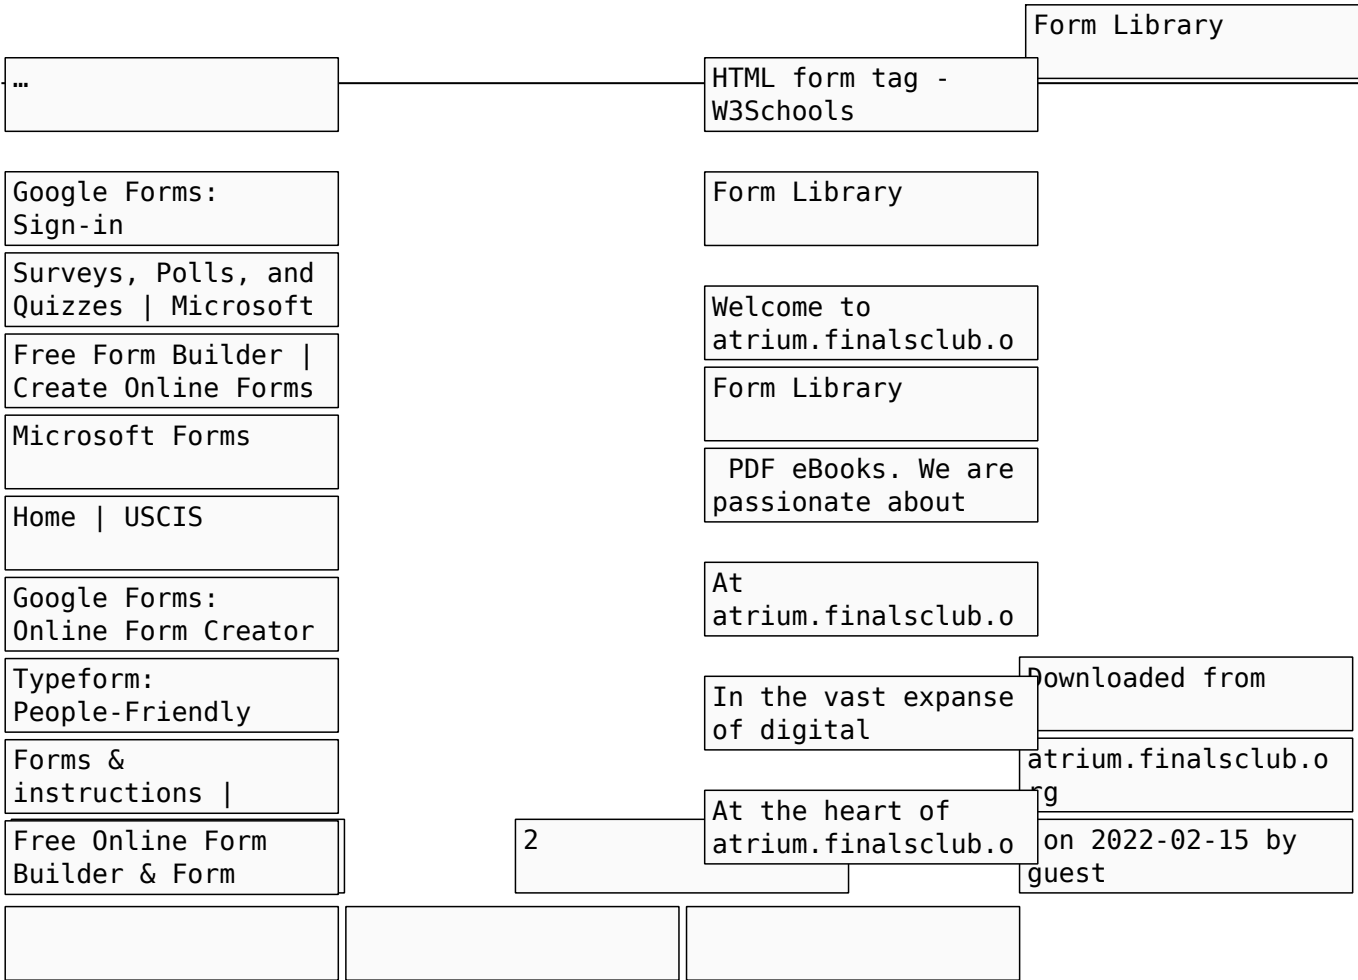 Form Library
…
Google Forms:
Sign-in
Surveys, Polls, and
Quizzes | Microsoft
Free Form Builder |
Create Online Forms
Microsoft Forms
Home | USCIS
Google Forms:
Online Form Creator
Typeform:
People-Friendly
Forms &
instructions |
Free Online Form
Builder & Form
HTML form tag -
W3Schools
Form Library
Welcome to
atrium.finalsclub.o
Form Library
PDF eBooks. We are
passionate about
At
atrium.finalsclub.o
In the vast expanse
of digital
At the heart of
atrium.finalsclub.o
2
Downloaded from
atrium.finalsclub.o
rg
on 2022-02-15 by
guest